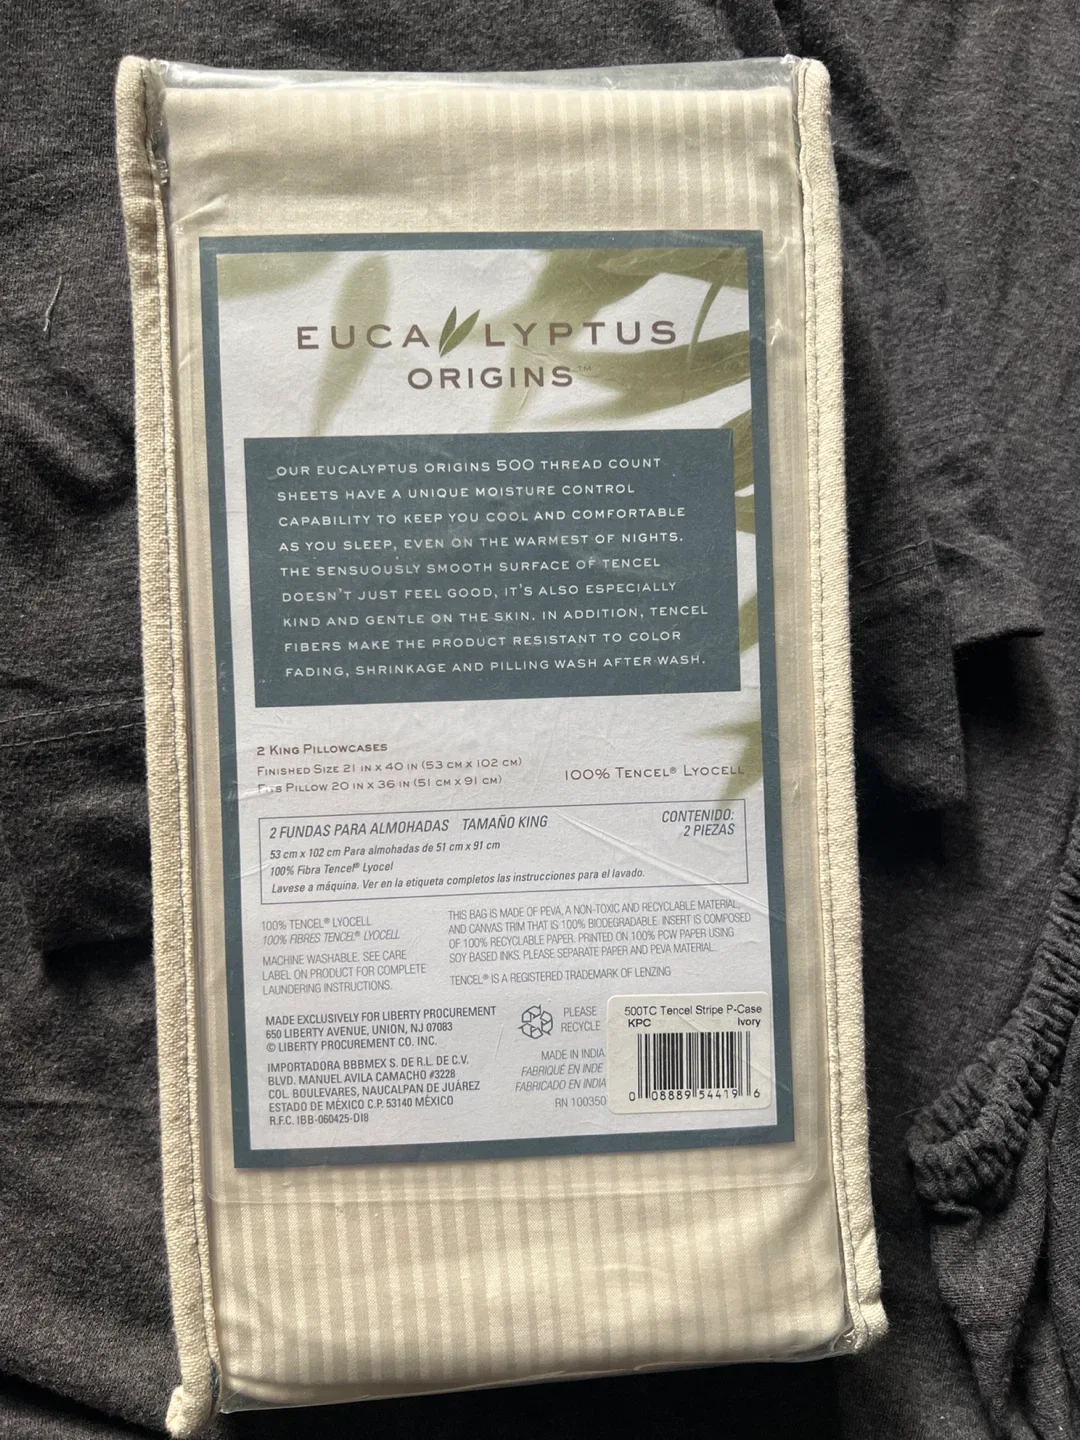 EUCALYPTUS
ORIGINS™
OUR EUCALYPTUS ORIGINS 500 THREAD COUNT
SHEETS HAVE A UNIQUE MOISTURE CONTROL
CAPABILITY TO KEEP YOU COOL AND COMFORTABLE
AS YOU SLEEP, EVEN ON THE WARMEST OF NIGHTS.
THE SENSUOUSLY SMOOTH SURFACE OF TENCEL
DOESN'T JUST FEEL GOOD, IT'S ALSO ESPECIALLY
KIND AND GENTLE ON THE SKIN. IN ADDITION, TENCEL
FIBERS MAKE THE PRODUCT RESISTANT TO COLOR
FADING, SHRINKAGE AND PILLING WASH AFTER WASH.
2 KING PILLOWCASES
FINISHED SIZE 21 IN X 40 IN (53 CM X 102 CM)
FITS PILLOW 20 IN X 36 IN (51 CM X 91 CM)
100% TENCEL® LYOCELL
2 FUNDAS PARA ALMOHADAS TAMAÑO KING
53 cm x 102 cm Para almohadas de 51 cm x 91 cm
100% Fibra Tencel® Lyocel
Lavese a máquina. Ver en la etiqueta completos las instrucciones para el lavado.
CONTENIDO:
2 PIEZAS
100% TENCEL® LYOCELL
100% FIBRES TENCEL® LYOCELL
MACHINE WASHABLE. SEE CARE
LABEL ON PRODUCT FOR COMPLETE
LAUNDERING INSTRUCTIONS.
THIS BAG IS MADE OF PEVA, A NON-TOXIC AND RECYCLABLE MATERIAL,
AND CANVAS TRIM THAT IS 100% BIODEGRADABLE. INSERT IS COMPOSED
OF 100% RECYCLABLE PAPER. PRINTED ON 100% PCW PAPER USING
SOY BASED INKS. PLEASE SEPARATE PAPER AND PEVA MATERIAL.
TENCEL® IS A REGISTERED TRADEMARK OF LENZING
MADE EXCLUSIVELY FOR LIBERTY PROCUREMENT
650 LIBERTY AVENUE, UNION, NJ 07083
© LIBERTY PROCUREMENT CO. INC.
IMPORTADORA BBBMEX S. DE R.L. DE C.V.
BLVD. MANUEL AVILA CAMACHO #3228
COL. BOULEVARES, NAUCALPAN DE JUÁREZ
ESTADO DE MÉXICO C.P. 53140 MÉXICO
R.F.C. IBB-060425-DI8
PLEASE
RECYCLE
MADE IN INDIA
FABRIQUÉ EN INDE
FABRICADO EN INDIA
RN 100350
500TC Tencel Stripe P-Case
KPC Ivory
0 08889 54419 6